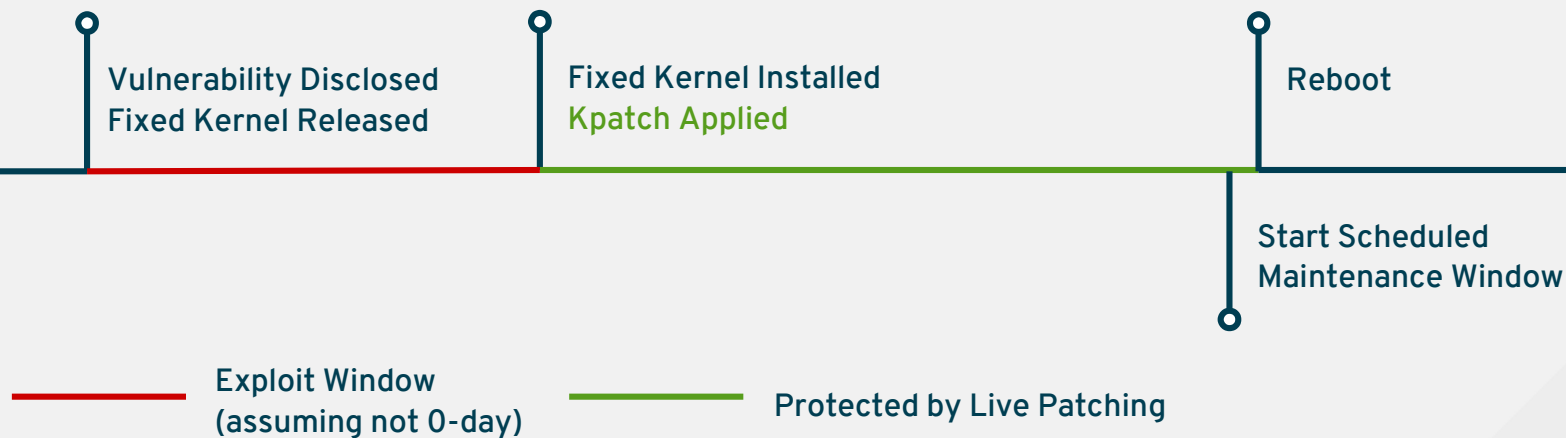 Vulnerability Disclosed
Fixed Kernel Released
Fixed Kernel Installed
Kpatch Applied
Reboot
Start Scheduled
Maintenance Window
Exploit Window
(assuming not 0-day)
Protected by Live Patching